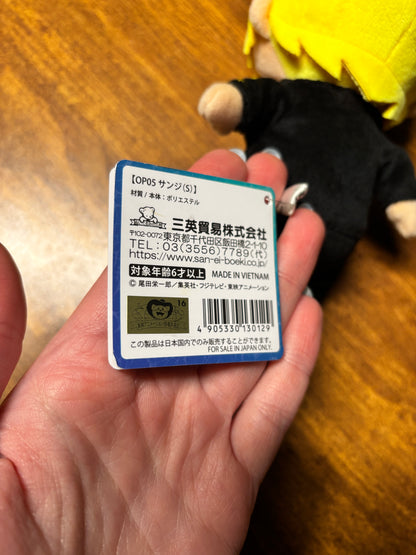 【OP05 サンジ(S)】
材質/本体:ポリエステル
三英貿易株式会社
〒102-0072東京都千代田区飯田橋2-1-10
TEL:03(3556)7789(代)
https://www.san-ei-boeki.co.jp/
対象年齢6才以上 MADE IN VIETNAM
© 尾田栄一郎/集英社・フジテレビ・東映アニメーション
16
4 905330 130129
この製品は日本国内でのみ販売することができます。
FOR SALE IN JAPAN ONLY.